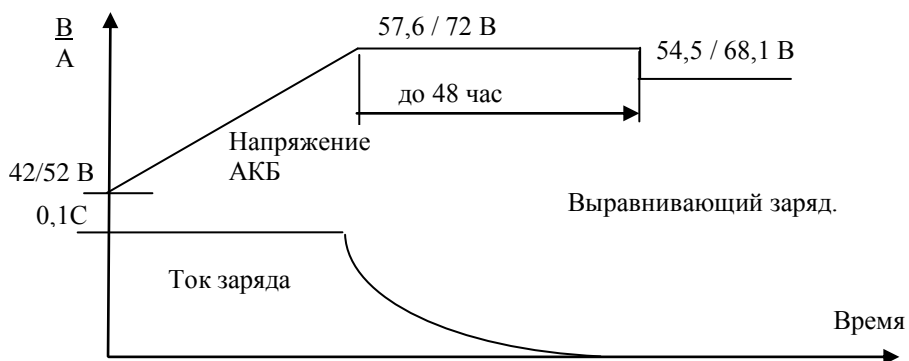 В
А
57,6 / 72 В
54,5 / 68,1 В
до 48 час
Напряжение
АКБ
42/52 В
0,1С
Выравнивающий заряд.
Ток заряда
Время